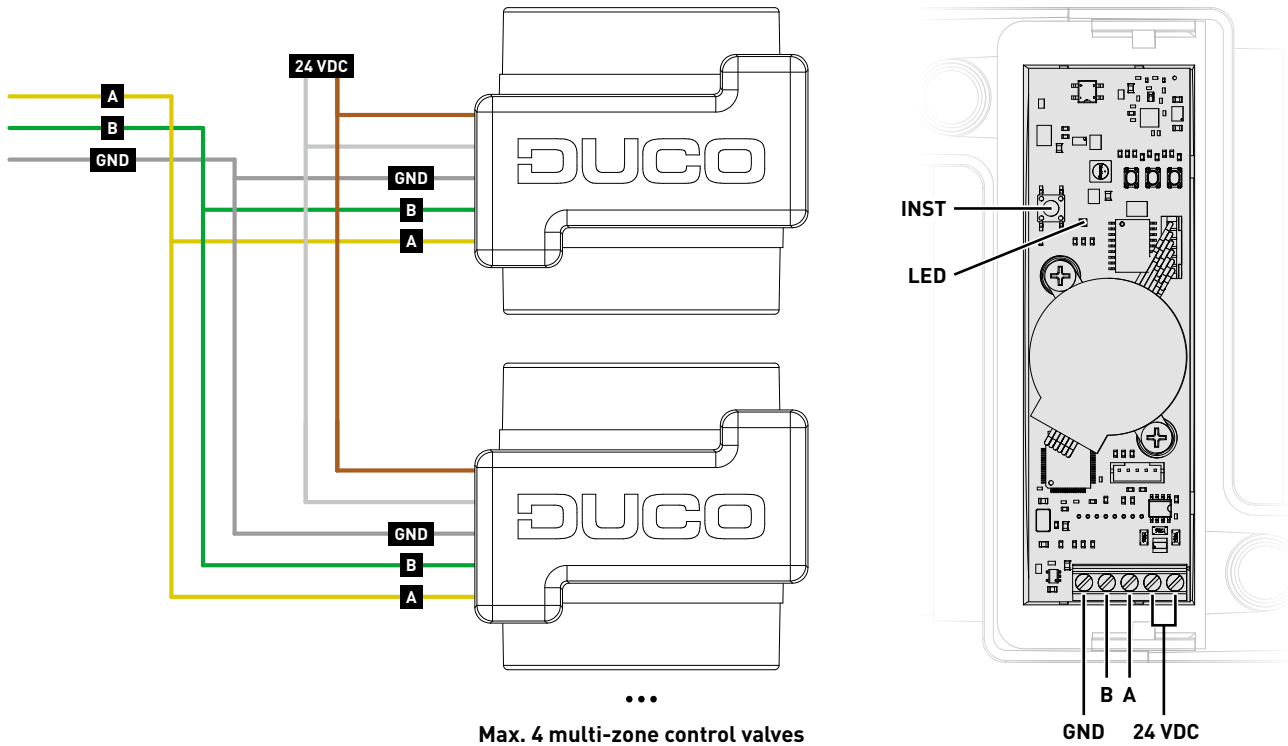 24 VDC
A
B
GND
GND
B
A
DUCO
GND
B
A
DUCO
...
Max. 4 multi-zone control valves
INST
LED
B A
GND 24 VDC